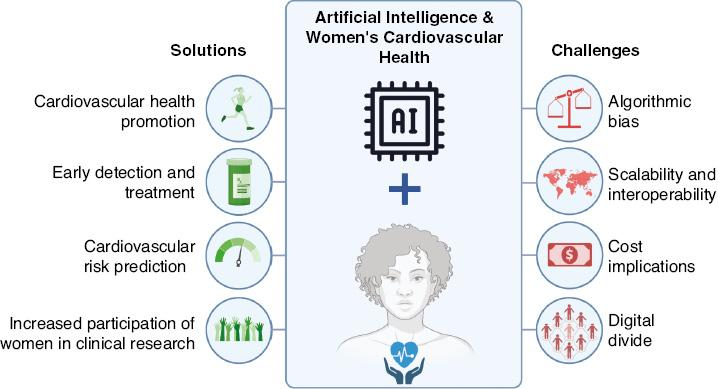 Artificial Intelligence &
Women's Cardiovascular
Health
Solutions
Cardiovascular health
promotion
Early detection and
treatment
Cardiovascular
risk prediction
Increased participation of
women in clinical research
AI
+
Challenges
Algorithmic
bias
Scalability and
interoperability
$
Cost
implications
Digital
divide